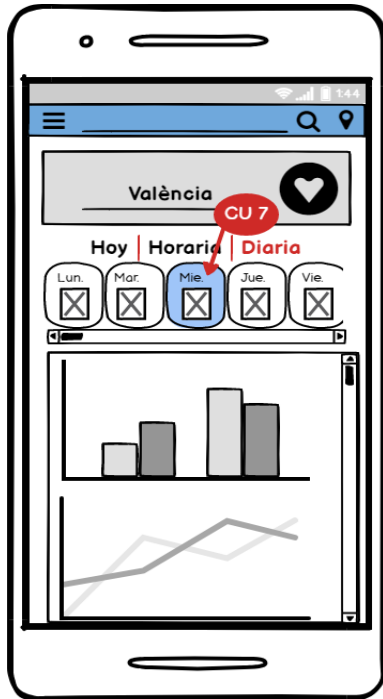 1:44
València
CU 7
Hoy | Horaria | Diaria
Lun. Mar. Mie. Jue. Vie.